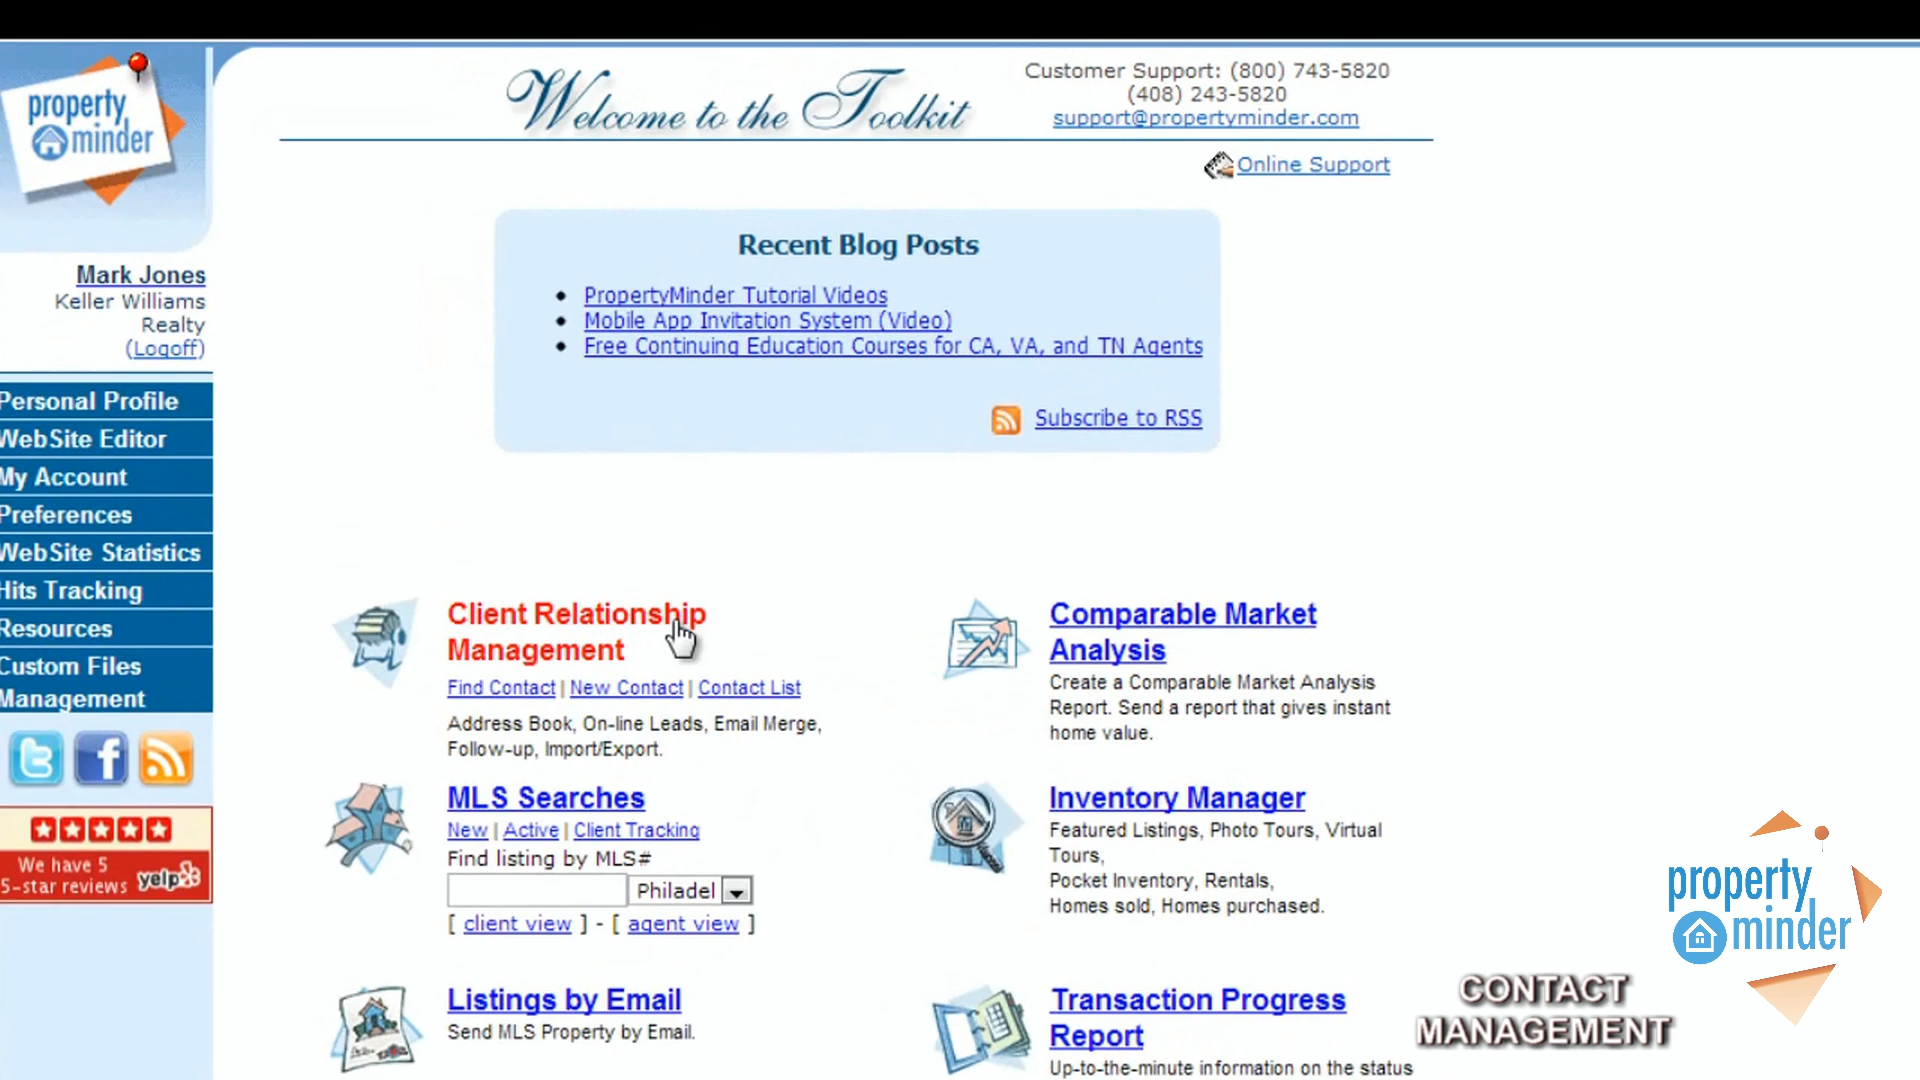 property
minder
Welcome to the Toolkit
Customer Support: (800) 743-5820
(408) 243-5820
support@propertyminder.com
Online Support
Mark Jones
Keller Williams
Realty
(Logoff)
Recent Blog Posts
PropertyMinder Tutorial Videos
Mobile App Invitation System (Video)
Free Continuing Education Courses for CA, VA, and TN Agents
Subscribe to RSS
Personal Profile
WebSite Editor
My Account
Preferences
WebSite Statistics
Hits Tracking
Resources
Custom Files
Management
We have 5
5-star reviews
yelp
Client Relationship
Management
Find Contact | New Contact | Contact List
Address Book, On-line Leads, Email Merge,
Follow-up, Import/Export.
Comparable Market
Analysis
Create a Comparable Market Analysis
Report. Send a report that gives instant
home value.
MLS Searches
New | Active | Client Tracking
Find listing by MLS#
Philadel
[ client view ] - [ agent view ]
Inventory Manager
Featured Listings, Photo Tours, Virtual
Tours,
Pocket Inventory, Rentals,
Homes sold, Homes purchased.
Listings by Email
Send MLS Property by Email.
Transaction Progress
Report
Up-to-the-minute information on the status
property
minder
CONTACT
MANAGEMENT